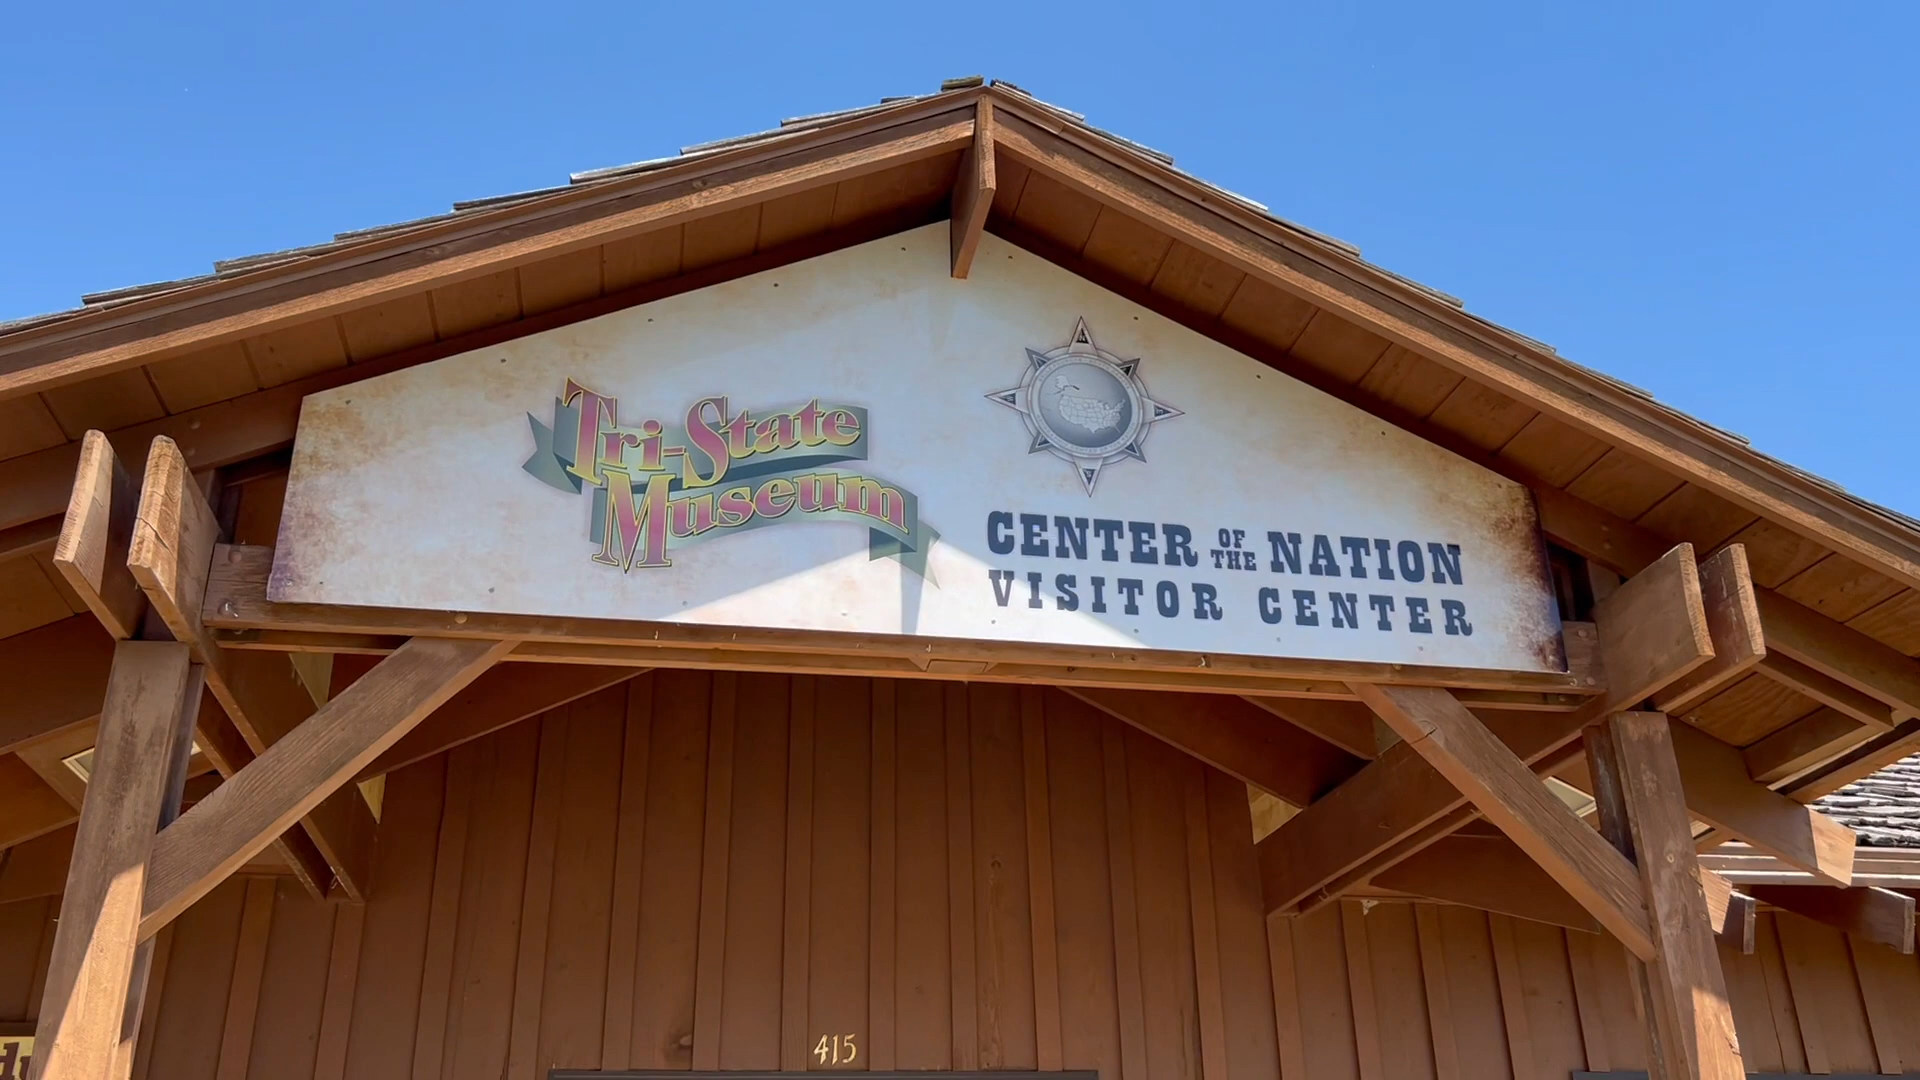 Tri-State
Museum
CENTER OF THE NATION
VISITOR CENTER
415